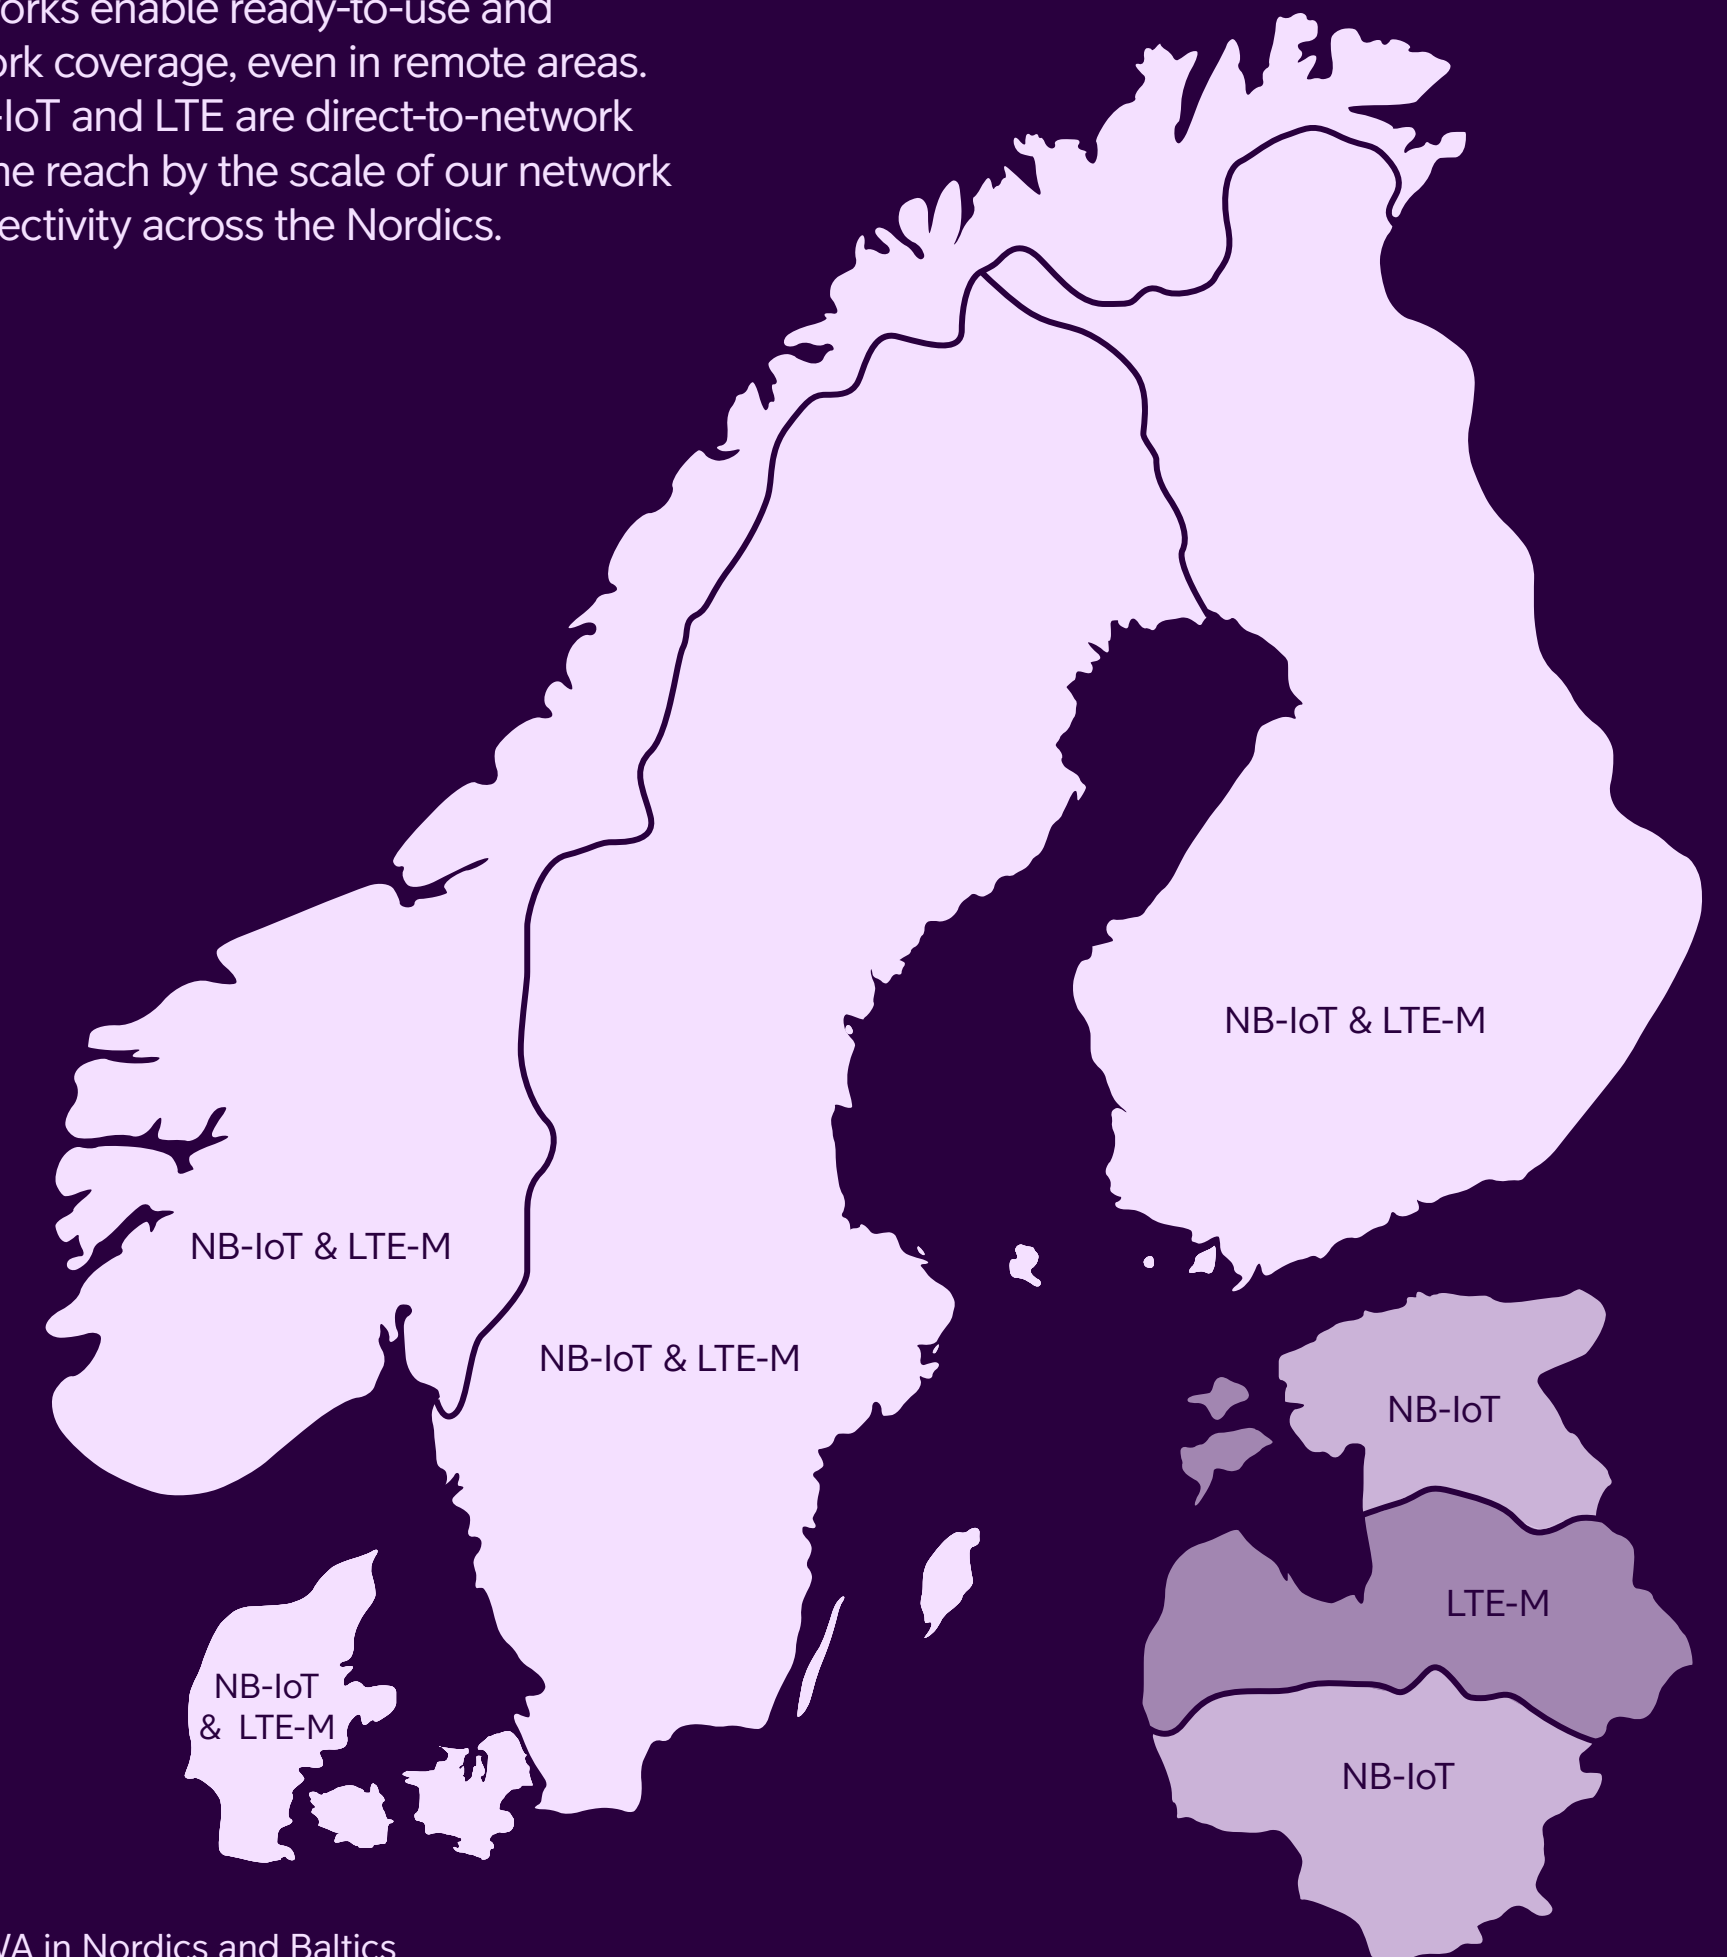 orks enable ready-to-use and
ork coverage, even in remote areas.
-IoT and LTE are direct-to-network
ne reach by the scale of our network
ectivity across the Nordics.
NB-IoT & LTE-M
NB-IoT & LTE-M
NB-IoT & LTE-M
NB-IoT
LTE-M
NB-IoT
& LTE-M
NB-IoT
VA in Nordics and Baltics